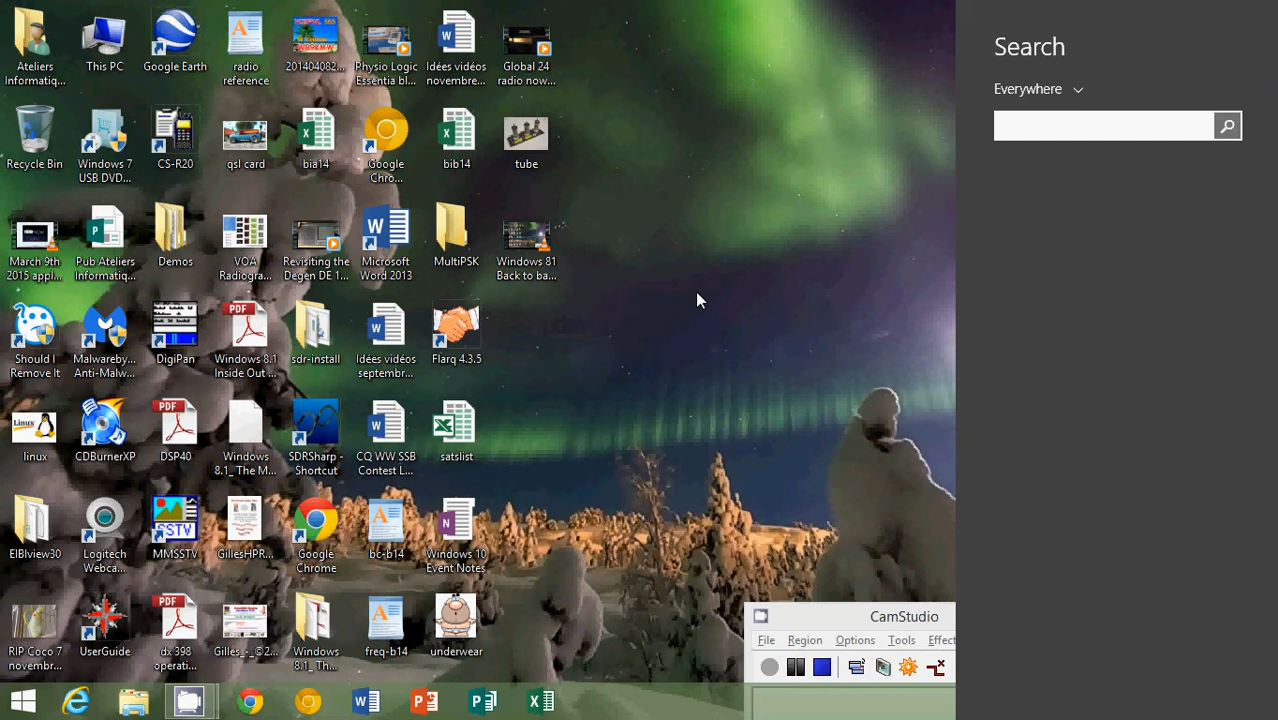 Ateliers
Informatiq...
This PC
Google Earth
radio
reference
201404082...
Physio Logic
Essentia bl...
Idées vidéos
novembre...
Global 24
radio now...
Recycle Bin
Windows 7
USB DVD...
CS-R20
qsl card
bia14
Google
Chro...
bib14
tube
March 9th
2015 appl...
Pub Ateliers
Informatiq...
Demos
VOA
Radiogra...
Revisiting the
Degen DE 1...
Microsoft
Word 2013
MultiPSK
Windows 81
Back to ba...
Should I
Remove It
Malwareby...
Anti-Malw...
DigiPan
PDF
Windows 8.1
Inside Out ...
sdr-install
Idées vidéos
septembr...
Flarq 4.3.5
Linux
linux
CDBurnerXP
PDF
DSP40
Windows
8.1_ The M...
SDRSharp -
Shortcut
CQ WW SSB
Contest L...
satslist
EIBIview30
Logitech
Webca...
SSTV
MMSSTV
GillesHPR...
Google
Chrome
bc-b14
Windows 10
Event Notes
RIP Coco 7
novembr...
UserGuide
PDF
dx 398
operati...
Gilles_-_©2...
Windows
8.1_ Th...
freq-b14
underwear
Search
Everywhere
CamStudio
File Region Options Tools Effect